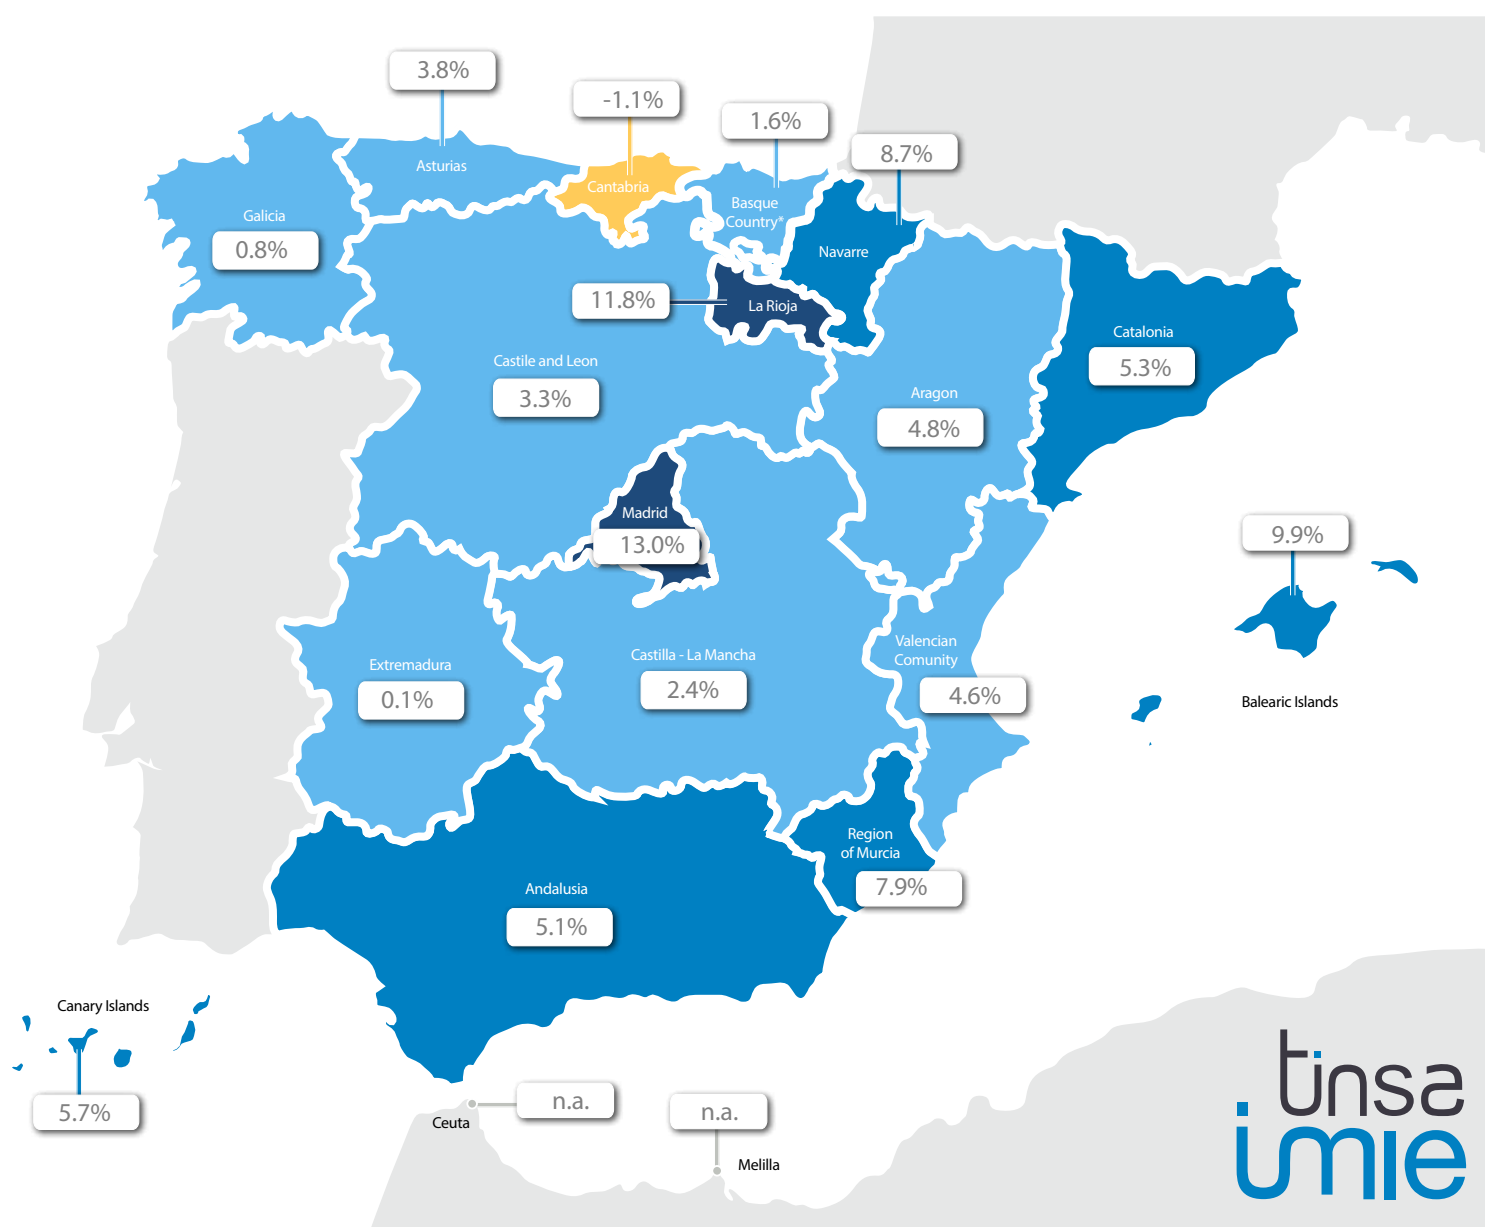 3.8%
-1.1%
1.6%
8.7%
Asturias
Cantabria
Basque
Country*
Galicia
0.8%
Navarre
11.8%
La Rioja
Catalonia
5.3%
Castile and Leon
3.3%
Aragon
4.8%
Madrid
13.0%
9.9%
Balearic Islands
Valencian
Comunity
4.6%
Castilla - La Mancha
2.4%
Extremadura
0.1%
Region
of Murcia
7.9%
Andalusia
5.1%
Canary Islands
5.7%
Ceuta
n.a.
n.a.
Melilla
tinsa
imie